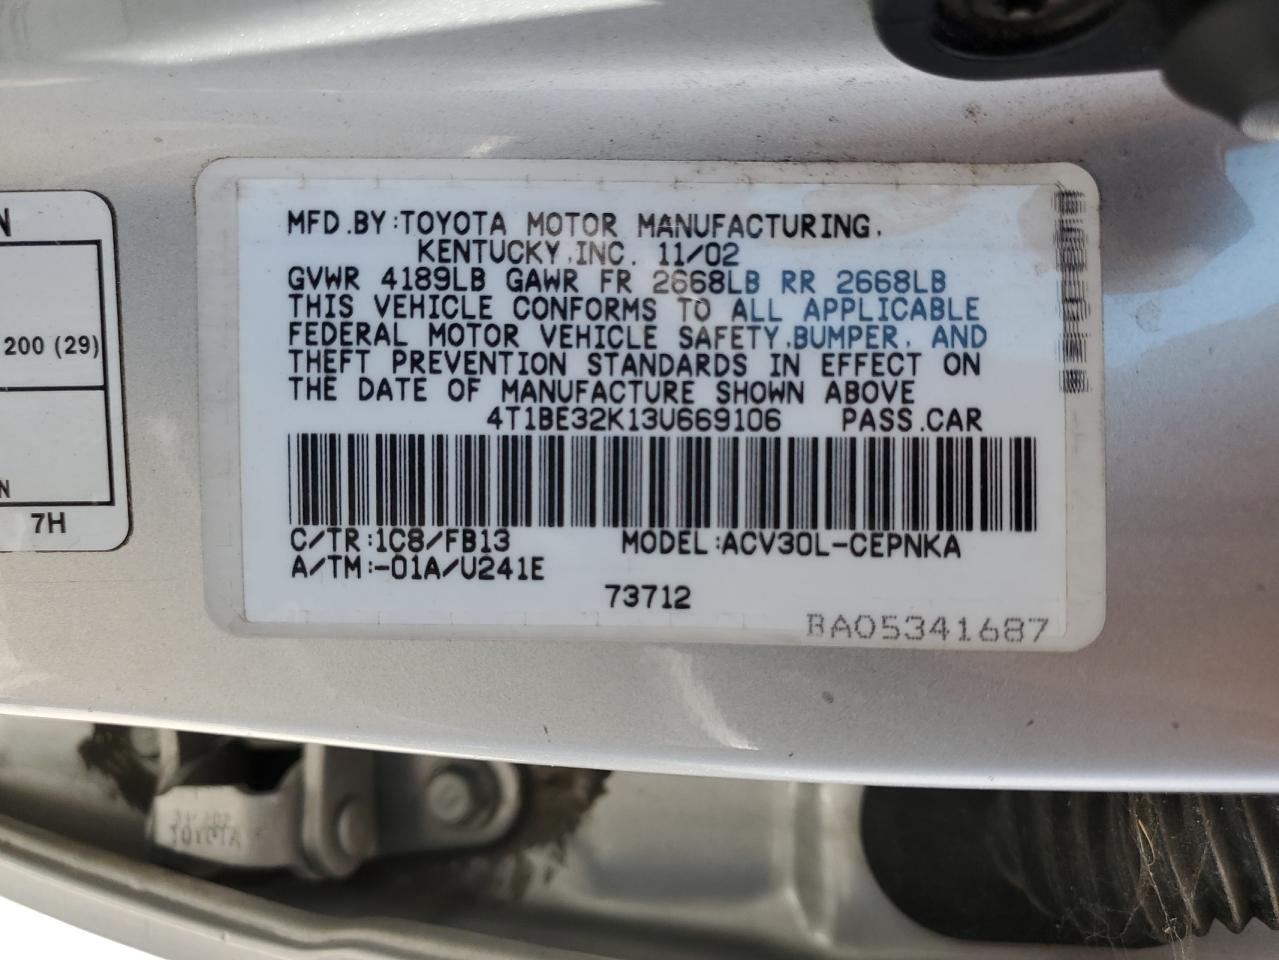 N
200 (29)
N
7H
MFD.BY:TOYOTA MOTOR MANUFACTURING,
KENTUCKY,INC. 11/02
GVWR 4189LB GAWR FR 2668LB RR 2668LB
THIS VEHICLE CONFORMS TO ALL APPLICABLE
FEDERAL MOTOR VEHICLE SAFETY,BUMPER, AND
THEFT PREVENTION STANDARDS IN EFFECT ON
THE DATE OF MANUFACTURE SHOWN ABOVE
4T1BE32K13U669106 PASS.CAR
C/TR:1C8/FB13 MODEL:ACV30L-CEPNKA
A/TM:-01A/U241E
73712
BA05341687
TOYOTA